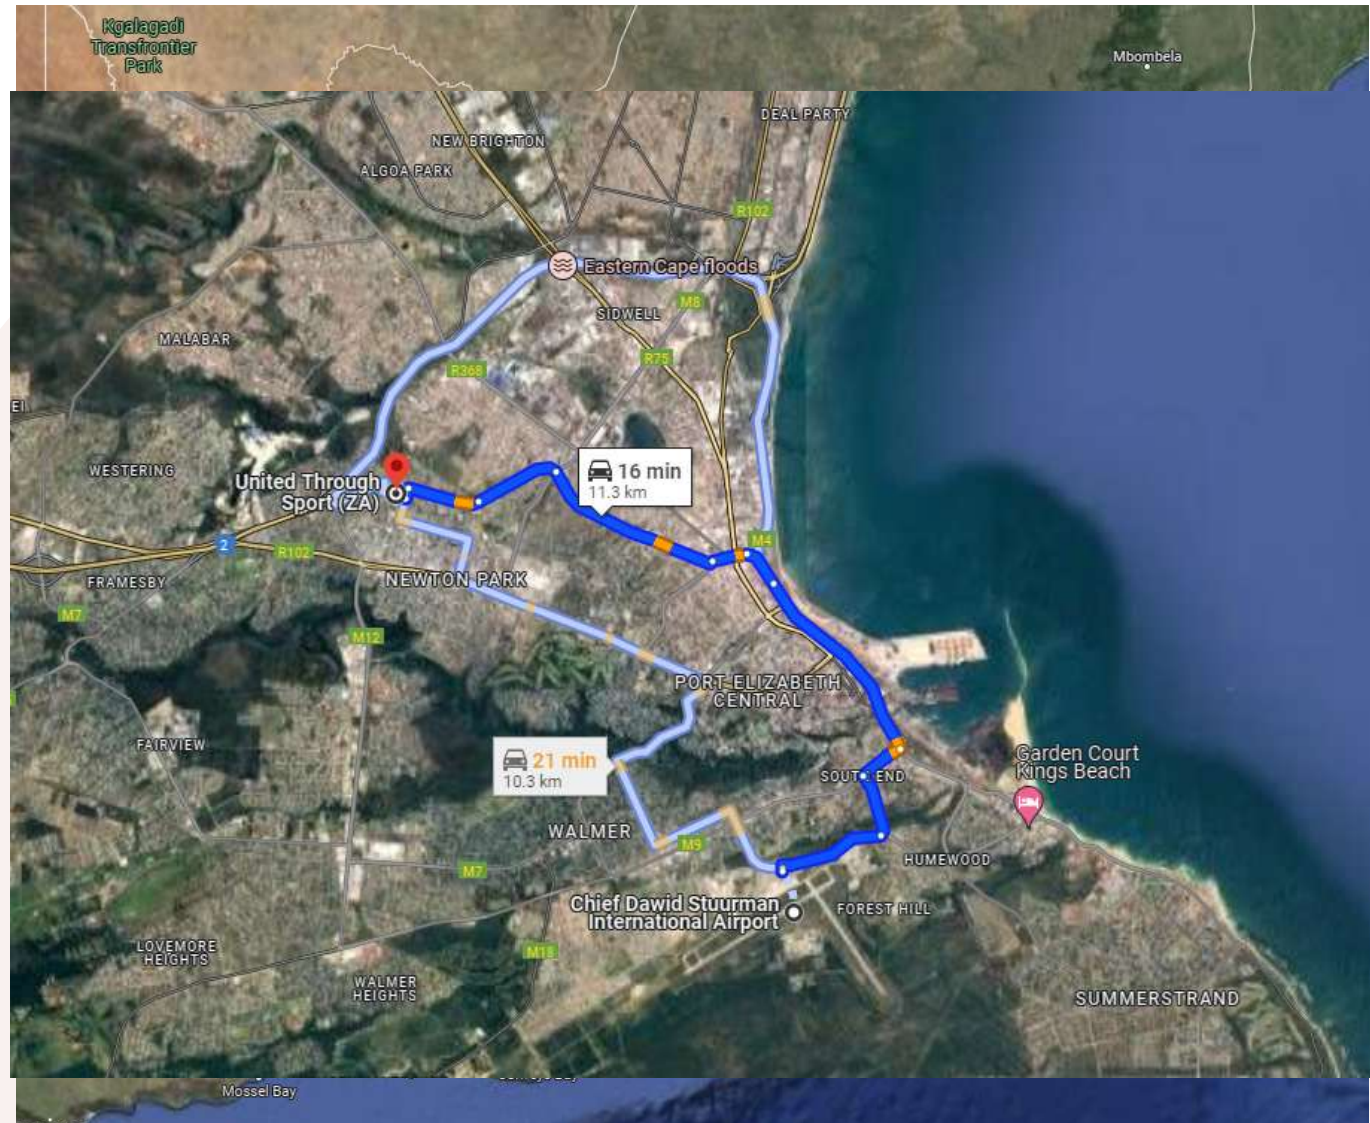 Kgalagadi
Transfrontier
Park
Mbombela
DEAL PARTY
NEW BRIGHTON
ALGOA PARK
R102
Eastern Cape floods
M8
SIDWELL
MALABAR
R75
R368
WESTERING
United Through
Sport (ZA)
16 min
11.3 km
2
R102
M4
FRAMESBY
NEWTON PARK
M7
M12
PORT ELIZABETH
CENTRAL
FAIRVIEW
21 min
10.3 km
Garden Court
Kings Beach
SOUTH END
WALMER
M9
M7
HUMEWOOD
Chief Dawid Stuurman
International Airport
FOREST HILL
LOVEMORE
HEIGHTS
M18
WALMER
HEIGHTS
SUMMERSTRAND
Mossel Bay